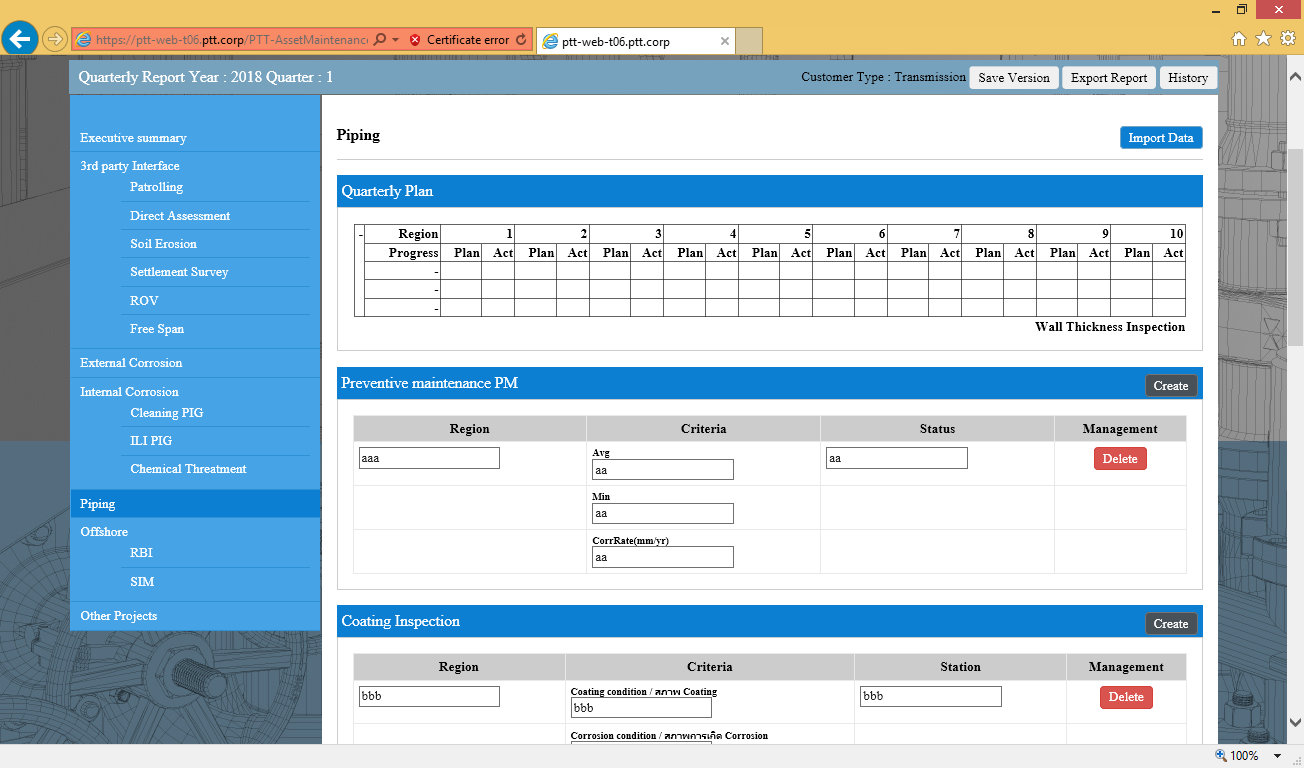 https://ptt-web-t06.ptt.corp/PTT-AssetMaintenanc
Certificate error
ptt-web-t06.ptt.corp
Quarterly Report Year : 2018 Quarter : 1
Customer Type : Transmission
Save Version
Export Report
History
Executive summary
3rd party Interface
Patrolling
Direct Assessment
Soil Erosion
Settlement Survey
ROV
Free Span
External Corrosion
Internal Corrosion
Cleaning PIG
ILI PIG
Chemical Threatment
Piping
Offshore
RBI
SIM
Other Projects
Piping
Import Data
Quarterly Plan
- Region 1 2 3 4 5 6 7 8 9 10
Progress Plan Act Plan Act Plan Act Plan Act Plan Act Plan Act Plan Act Plan Act Plan Act Plan Act
-
-
-
Wall Thickness Inspection
Preventive maintenance PM
Create
Region Criteria Status Management
aaa
Avg
aa
aa
Delete
Min
aa
CorrRate(mm/yr)
aa
Coating Inspection
Create
Region Criteria Station Management
bbb
Coating condition / สภาพ Coating
bbb
bbb
Delete
Corrosion condition / สภาพการเกิด Corrosion
100%